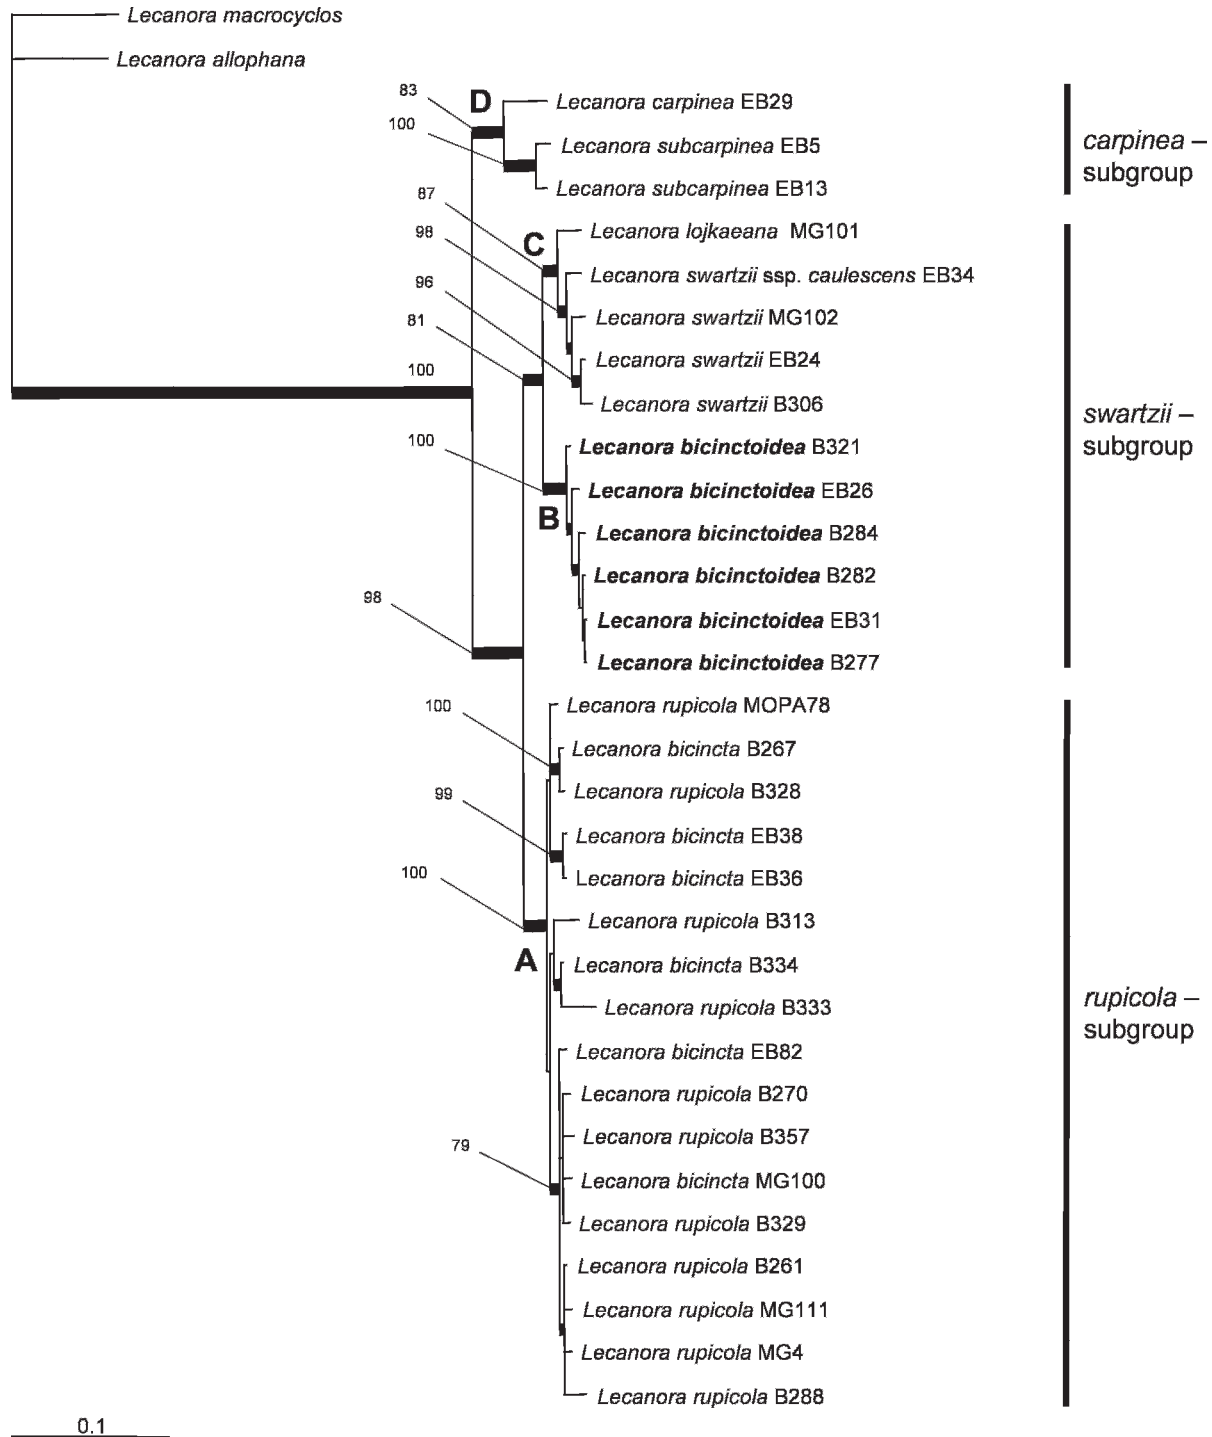 Lecanora macrocyclos
Lecanora allophana
83
D
Lecanora carpinea EB29
100
Lecanora subcarpinea EB5
carpinea –
subgroup
Lecanora subcarpinea EB13
87
Lecanora lojkaeana MG101
98
C
Lecanora swartzii ssp. caulescens EB34
96
Lecanora swartzii MG102
81
Lecanora swartzii EB24
100
Lecanora swartzii B306
swartzii –
subgroup
100
Lecanora bicinctoidea B321
Lecanora bicinctoidea EB26
B
Lecanora bicinctoidea B284
Lecanora bicinctoidea B282
98
Lecanora bicinctoidea EB31
Lecanora bicinctoidea B277
100
Lecanora rupicola MOPA78
Lecanora bicincta B267
99
Lecanora rupicola B328
Lecanora bicincta EB38
100
Lecanora bicincta EB36
Lecanora rupicola B313
A
Lecanora bicincta B334
Lecanora rupicola B333
rupicola –
subgroup
Lecanora bicincta EB82
Lecanora rupicola B270
79
Lecanora rupicola B357
Lecanora bicincta MG100
Lecanora rupicola B329
Lecanora rupicola B261
Lecanora rupicola MG111
Lecanora rupicola MG4
Lecanora rupicola B288
0.1